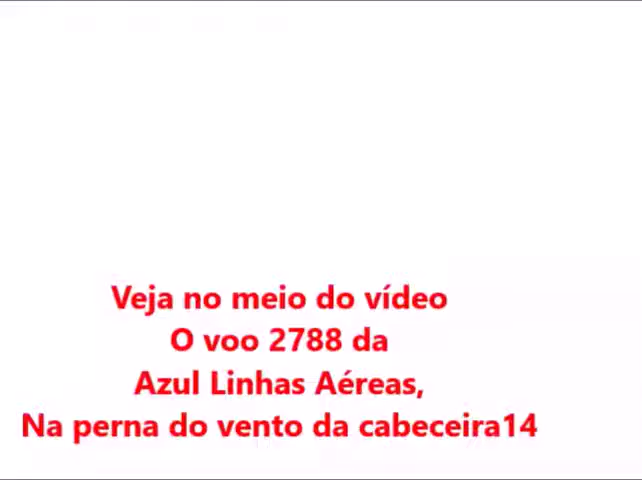 Veja no meio do vídeo
O voo 2788 da
Azul Linhas Aéreas,
Na perna do vento da cabeceira14